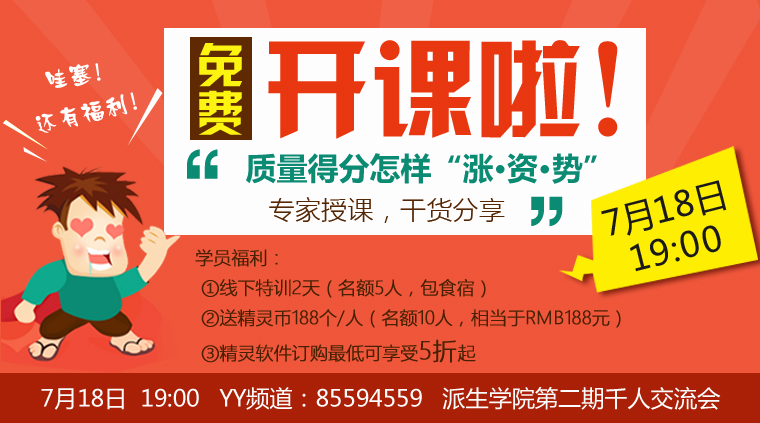 哇塞!
还有福利!
免费
开课啦!
“质量得分怎样“涨·资·势”
专家授课，干货分享”
7月18日
19:00
学员福利：
①线下特训2天（名额5人，包食宿）
②送精灵币188个/人（名额10人，相当于RMB188元）
③精灵软件订购最低可享受5折起
7月18日 19:00 YY频道：85594559 派生学院第二期千人交流会